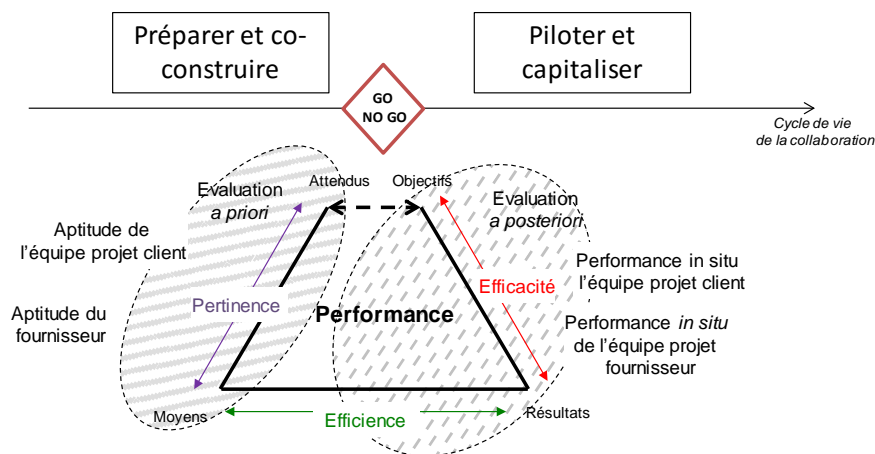 Préparer et co-
construire
Piloter et
capitaliser
GO
NO GO
Cycle de vie
de la collaboration
Evaluation
a priori
Attendus
Objectifs
Evaluation
a posteriori
Aptitude de
l'équipe projet client
Aptitude du
fournisseur
Pertinence
Performance
Efficacité
Performance in situ
l'équipe projet client
Performance in situ
de l'équipe projet
fournisseur
Moyens
Efficience
Résultats